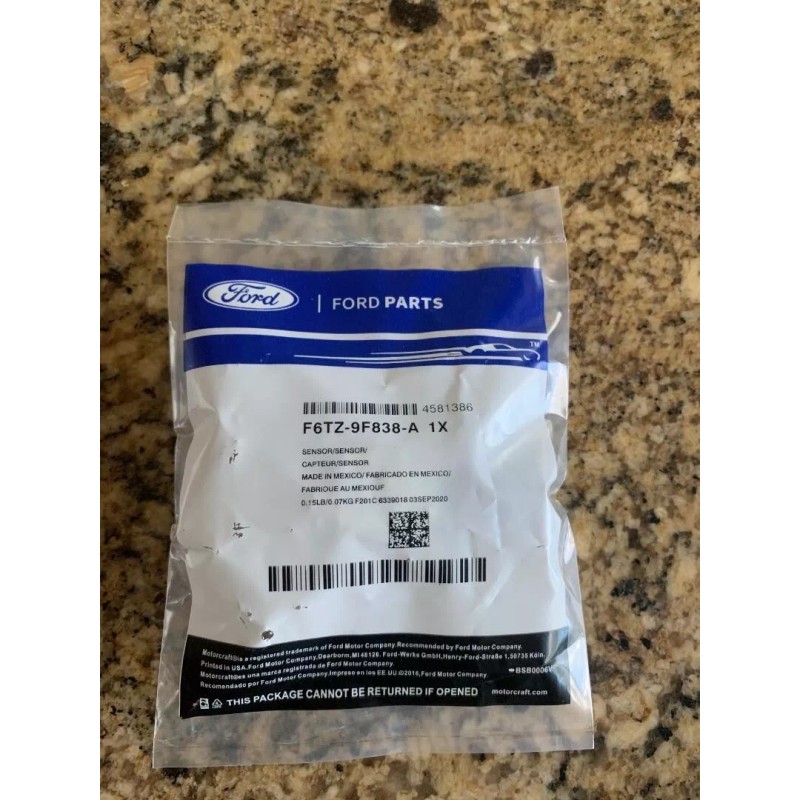 Ford | FORD PARTS
TM
4581386
F6TZ-9F838-A 1X
SENSOR/SENSOR/
CAPTEUR/SENSOR
MADE IN MEXICO/ FABRICADO EN MEXICO/
FABRIQUE AU MEXIOUF
0.15LB/0.07KG F201C 6339018 03SEP2020
Motorcraft®is a registered trademark of Ford Motor Company.Recommended by Ford Motor Company.
Printed in USA.Ford Motor Company,Dearborn,MI 48126. Ford-Werke GmbH,Henry-Ford-Straße 1,50735 Köln.
Motorcraft®es una marca registrada de Ford Motor Company.Impreso en los EE.UU.©2016,Ford Motor Company.
Recomendado por Ford Motor Company.
BSB0006V
THIS PACKAGE CANNOT BE RETURNED IF OPENED
motorcraft.com